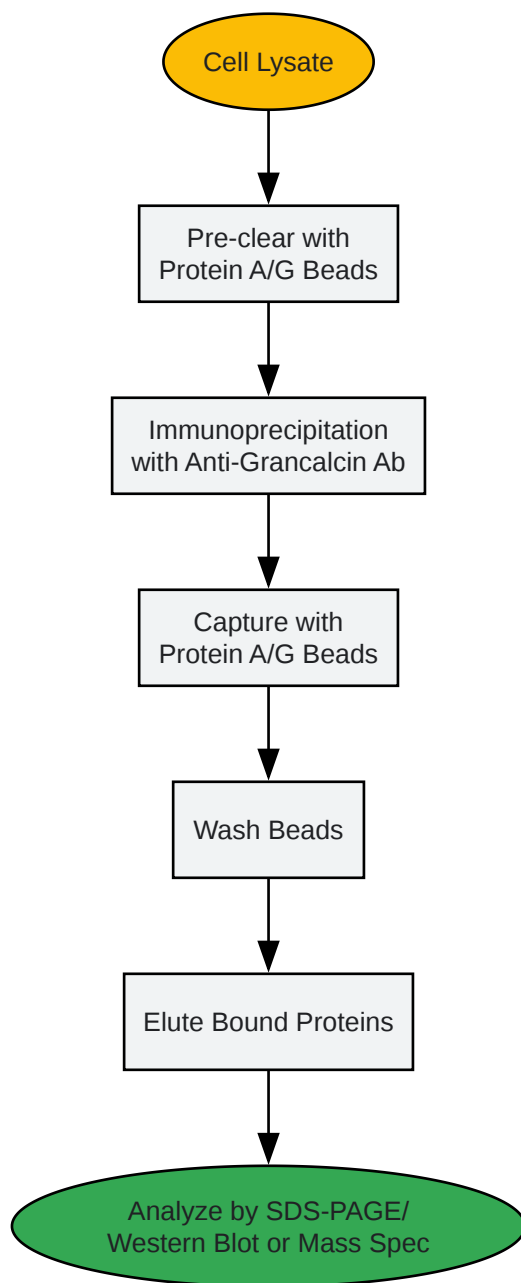 Cell Lysate
Pre-clear with
Protein A/G Beads
Immunoprecipitation
with Anti-Grancalcin Ab
Capture with
Protein A/G Beads
Wash Beads
Elute Bound Proteins
Analyze by SDS-PAGE/
Western Blot or Mass Spec